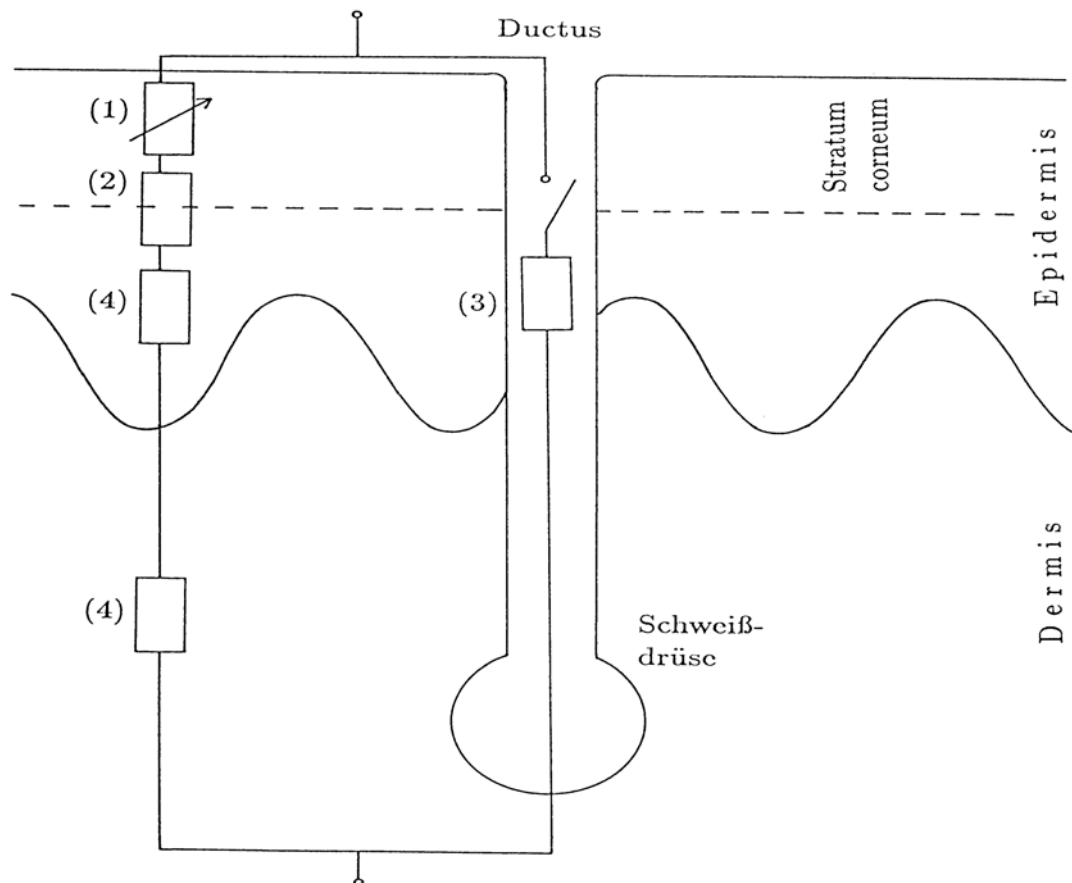 Ductus
(1)
(2)
(4)
(3)
(4)
Stratum
corneum
Epidermis
Dermis
Schweiß-
drüse